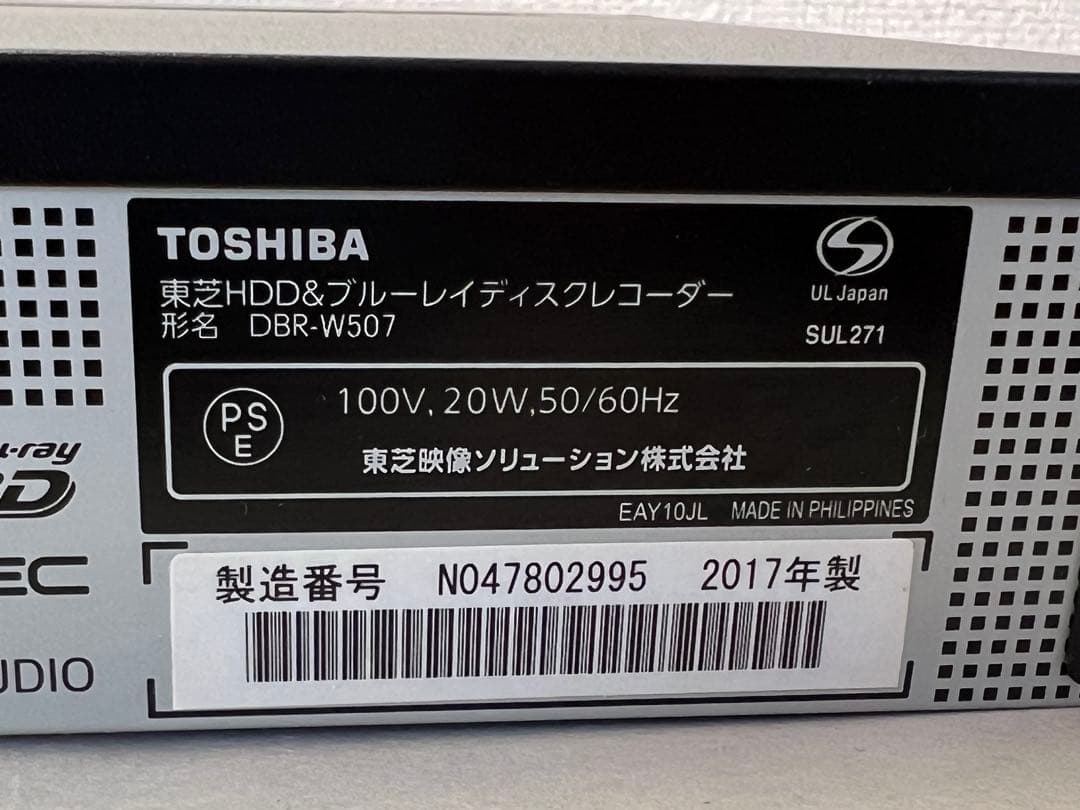 TOSHIBA
東芝HDD&ブルーレイディスクレコーダー
形名 DBR-W507
UL Japan
SUL271
PS
E
100V, 20W, 50/60Hz
東芝映像ソリューション株式会社
EAY10JL MADE IN PHILIPPINES
製造番号 N047802995 2017年製